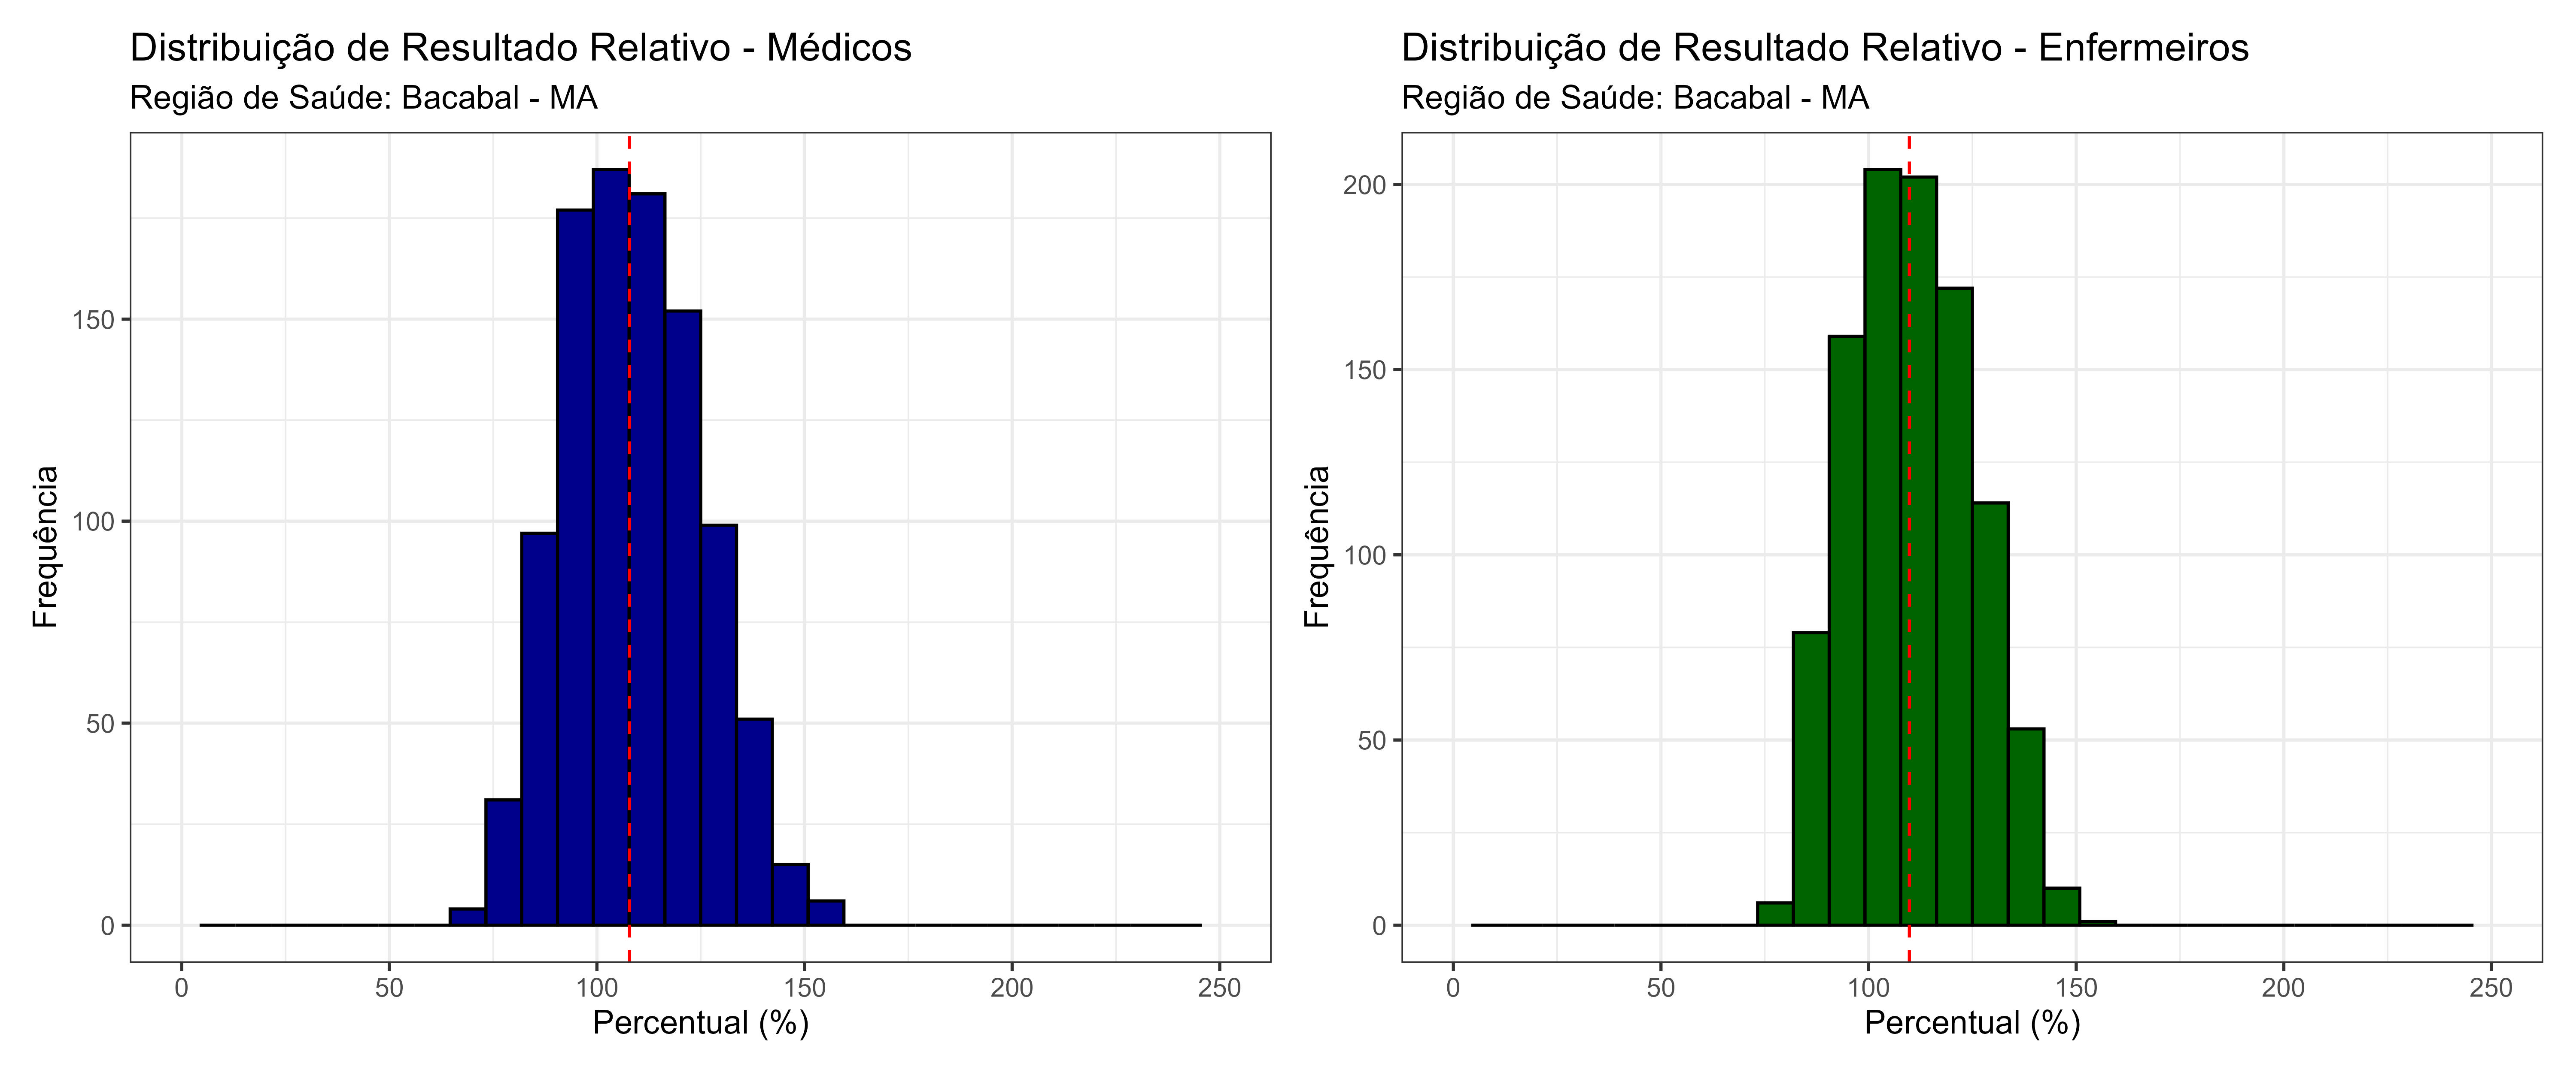 Distribuição de Resultado Relativo - Médicos
Região de Saúde: Bacabal - MA
Frequência
150
100
50
0
0 50 100 150 200 250
Percentual (%)
Distribuição de Resultado Relativo - Enfermeiros
Região de Saúde: Bacabal - MA
Frequência
200
150
100
50
0
0 50 100 150 200 250
Percentual (%)